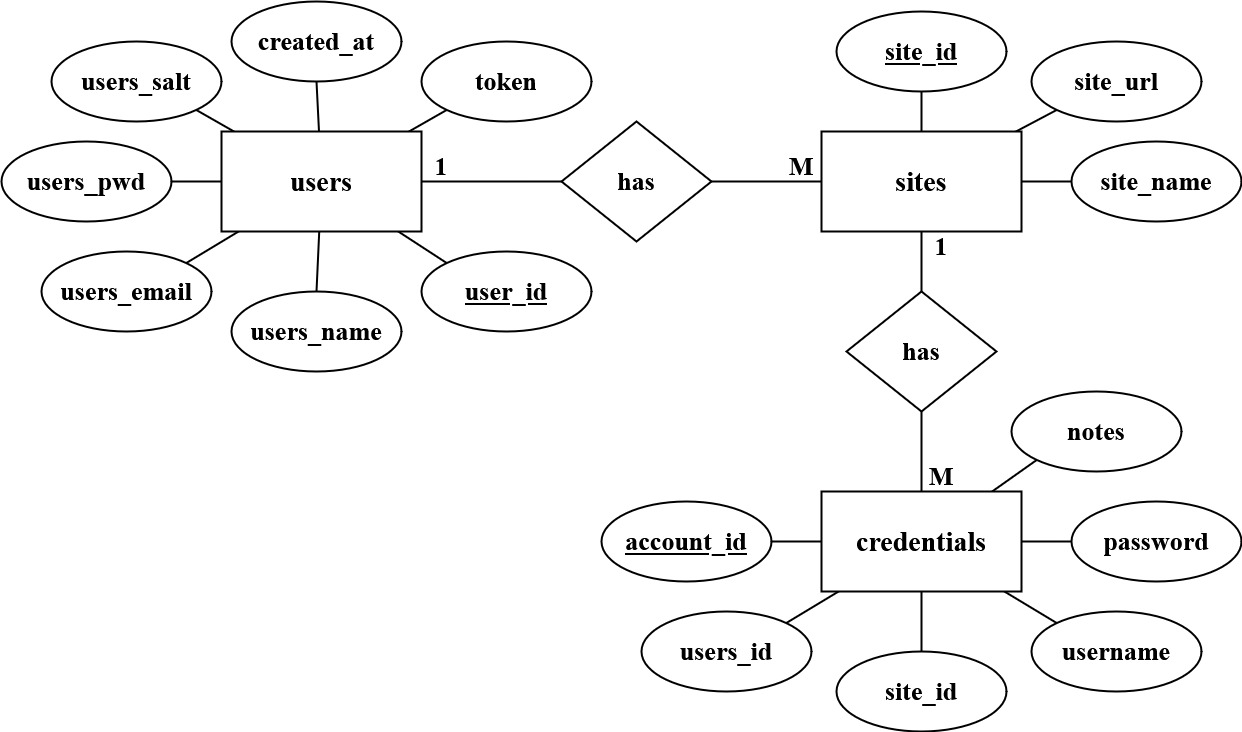 created_at
site_id
users_salt
token
site_url
users_pwd
users
1
has
M
sites
site_name
1
users_email
user_id
users_name
has
notes
M
account_id
credentials
password
users_id
username
site_id